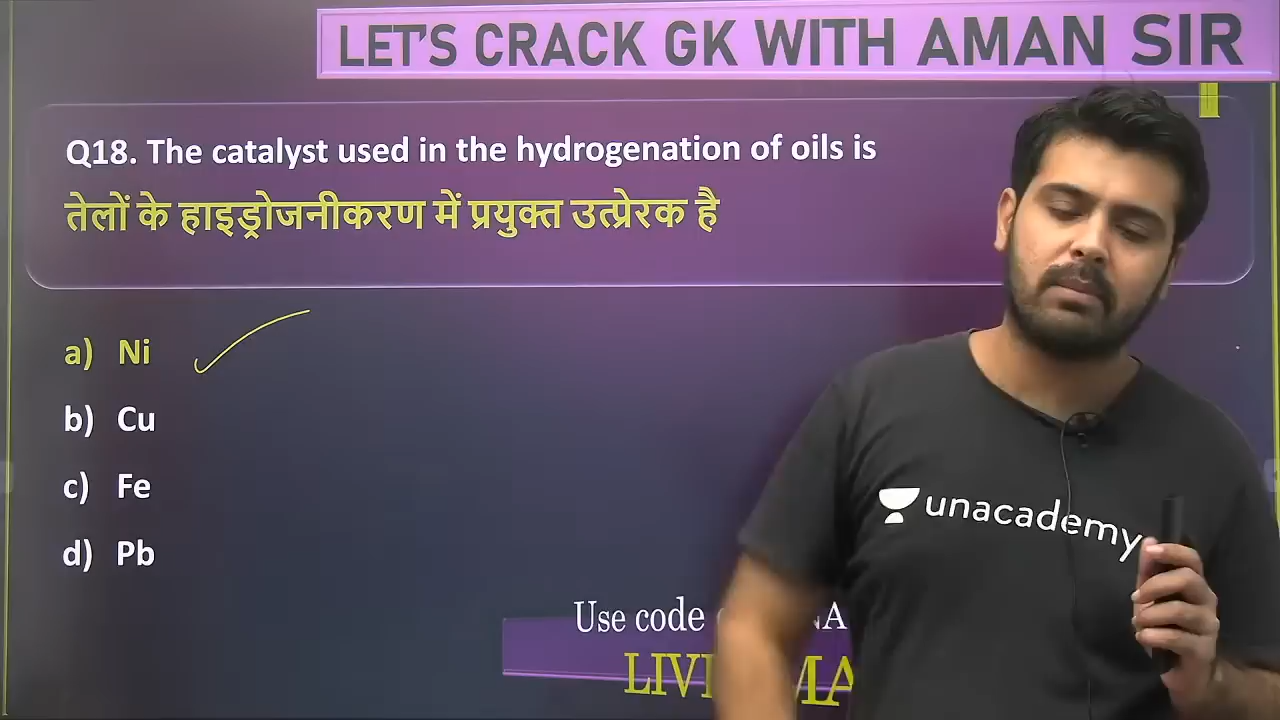 LET'S CRACK GK WITH AMAN SIR
Q18. The catalyst used in the hydrogenation of oils is
तेलों के हाइड्रोजनीकरण में प्रयुक्त उत्प्रेरक है
a) Ni
b) Cu
c) Fe
d) Pb
unacademy
Use code